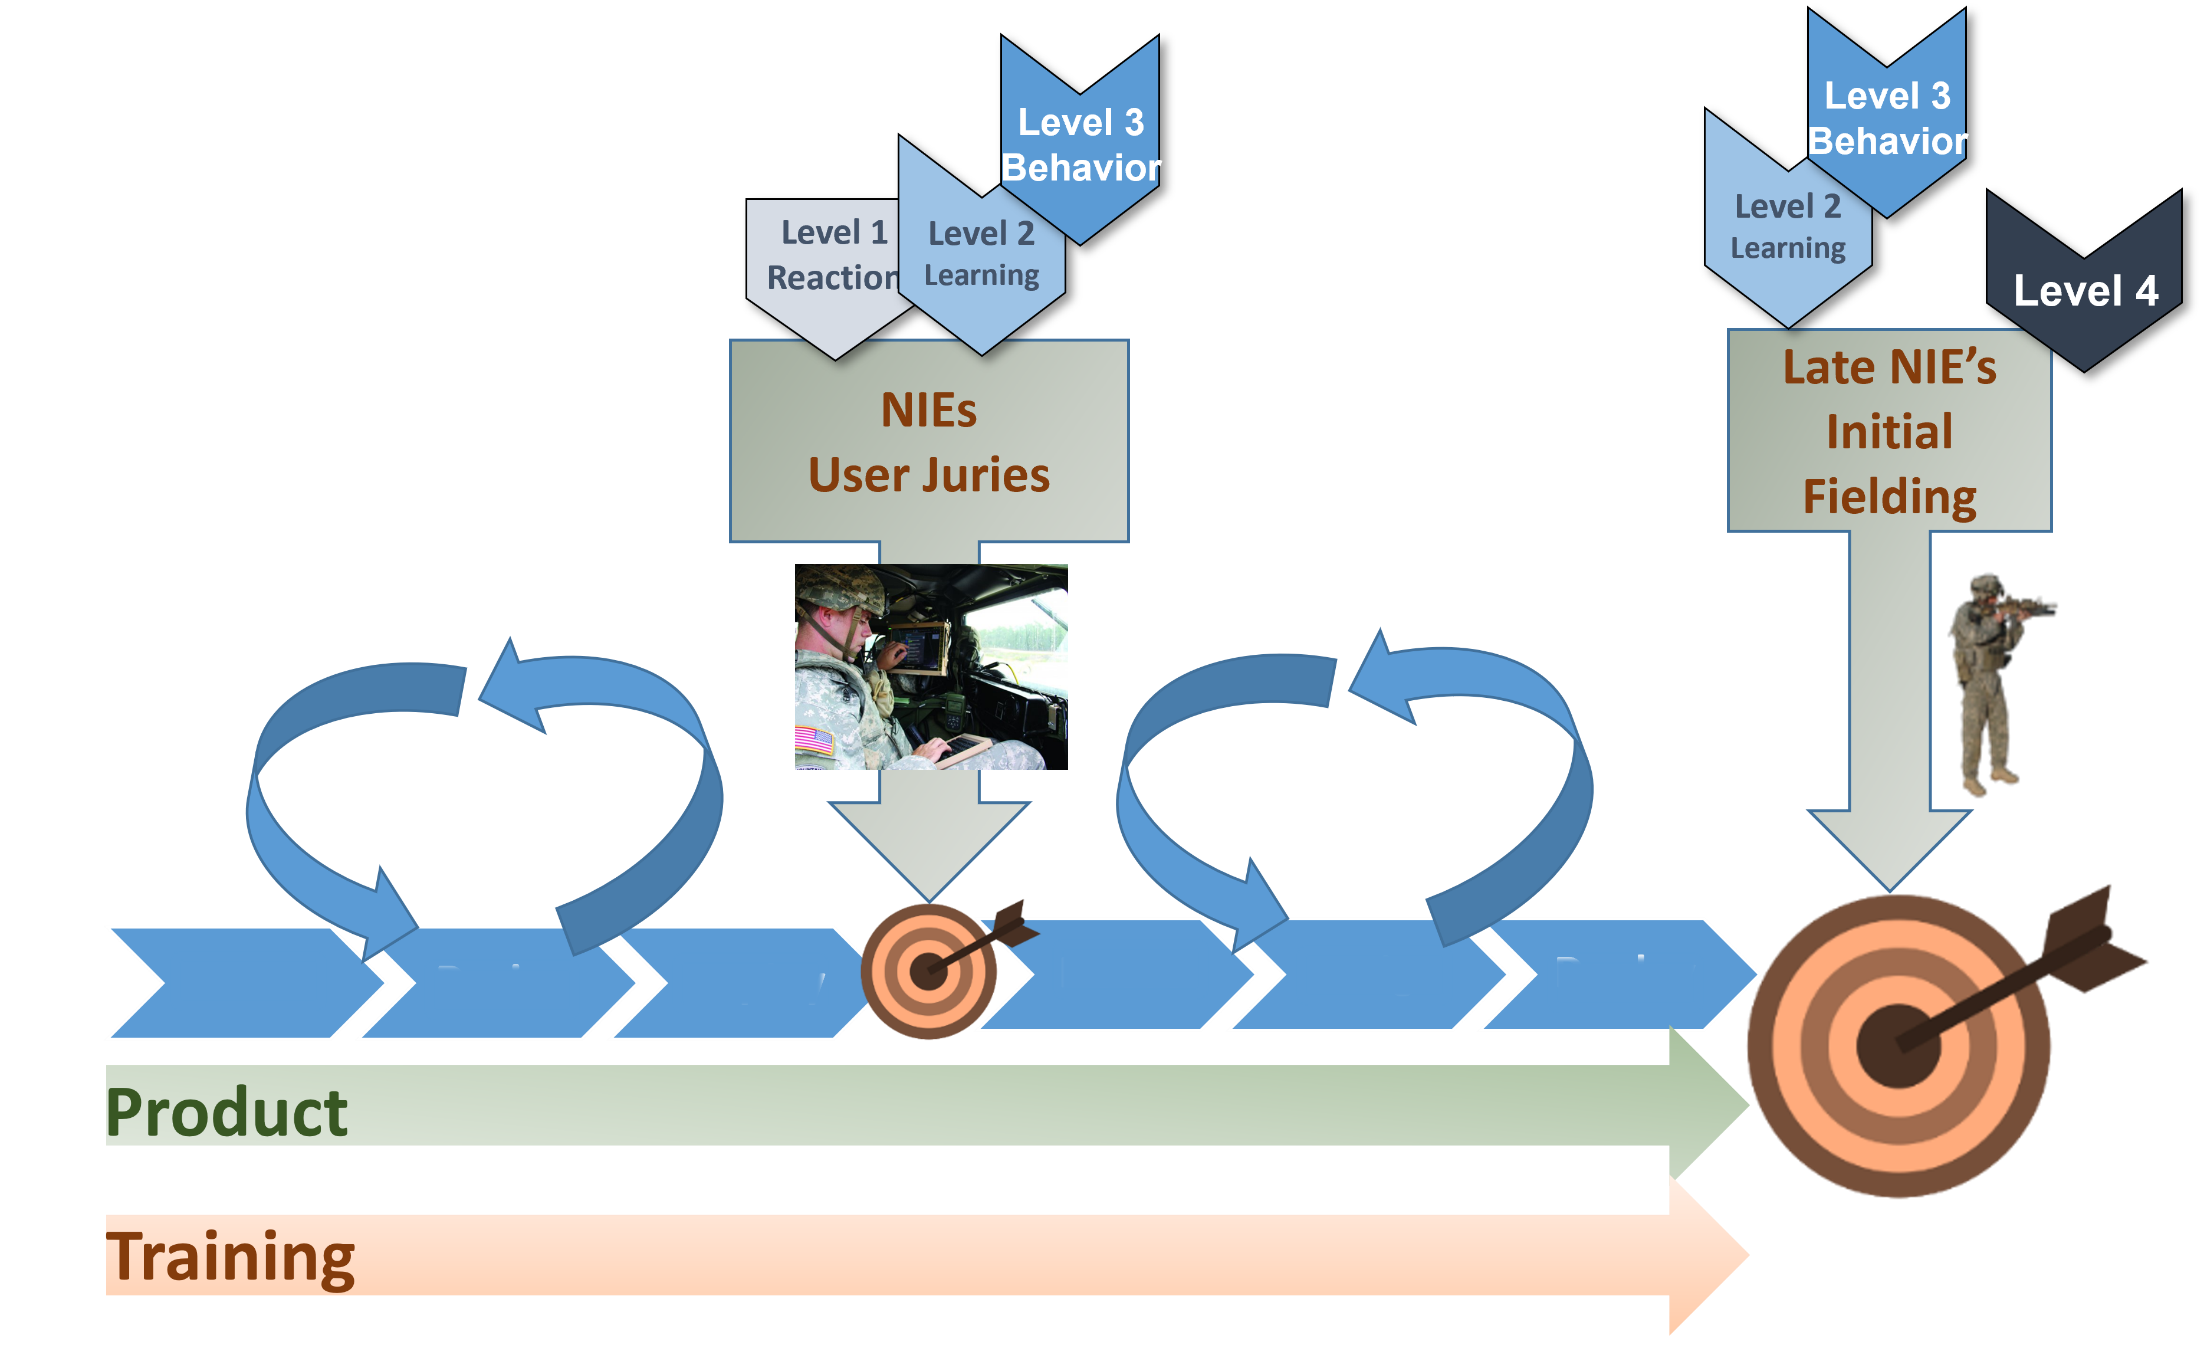 Level 3
Behavior
Level 1
Reaction
Level 2
Learning
NIEs
User Juries
Level 3
Behavior
Level 2
Learning
Level 4
Late NIE’s
Initial
Fielding
Product
Training